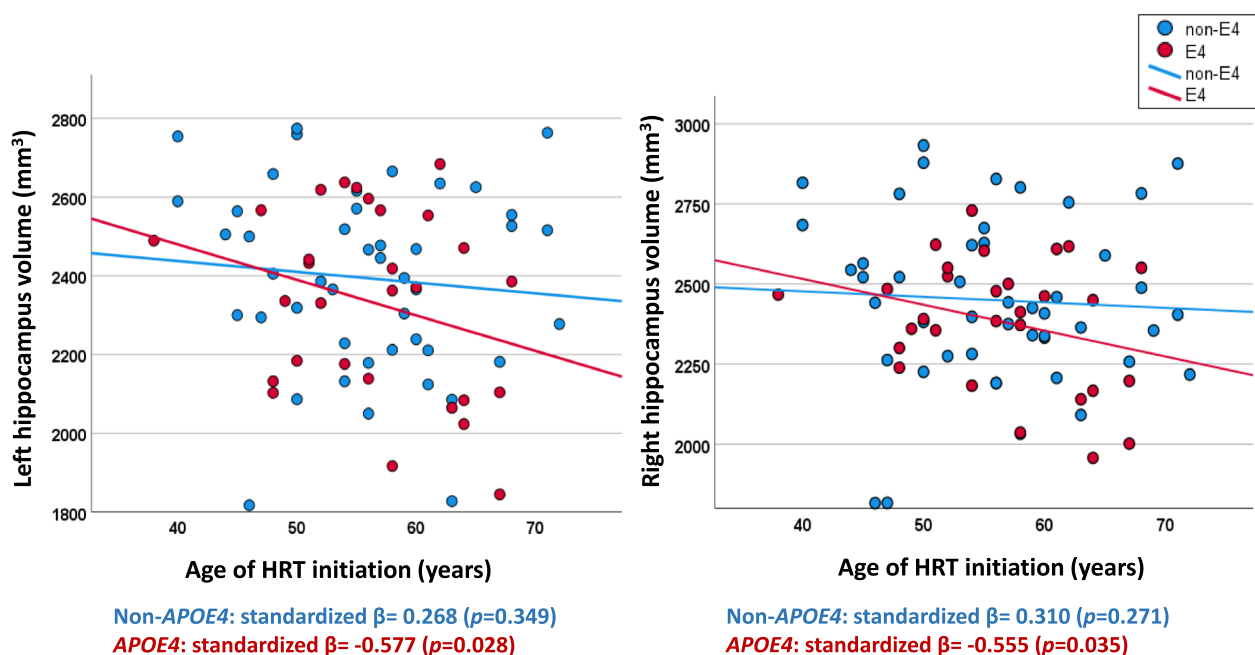 non-E4
E4
non-E4
E4
Left hippocampus volume (mm³)
2800
2600
2400
2200
2000
1800
40 50 60 70
Age of HRT initiation (years)
Non-APOE4: standardized β= 0.268 (p=0.349)
APOE4: standardized β= -0.577 (p=0.028)
Right hippocampus volume (mm³)
3000
2750
2500
2250
2000
40 50 60 70
Age of HRT initiation (years)
Non-APOE4: standardized β= 0.310 (p=0.271)
APOE4: standardized β= -0.555 (p=0.035)